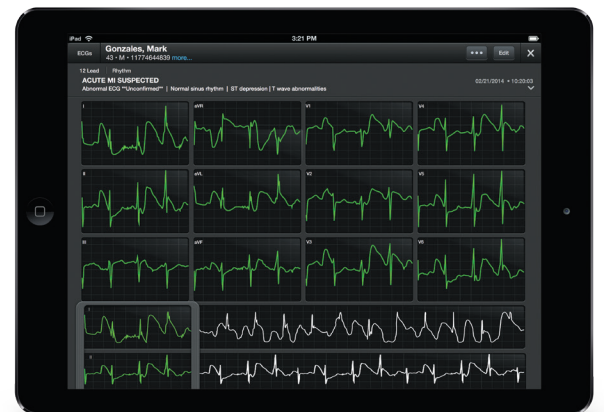 iPad 3:21 PM
ECGs Gonzales, Mark Edit X
43 • M • 11774644839 more...
12 Lead Rhythm
ACUTE MI SUSPECTED 02/21/2014 • 10:20:03
Abnormal ECG **Unconfirmed** | Normal sinus rhythm | ST depression | T wave abnormalities
I aVR V1 V4
II aVL V2 V5
III aVF V3 V6
I
II